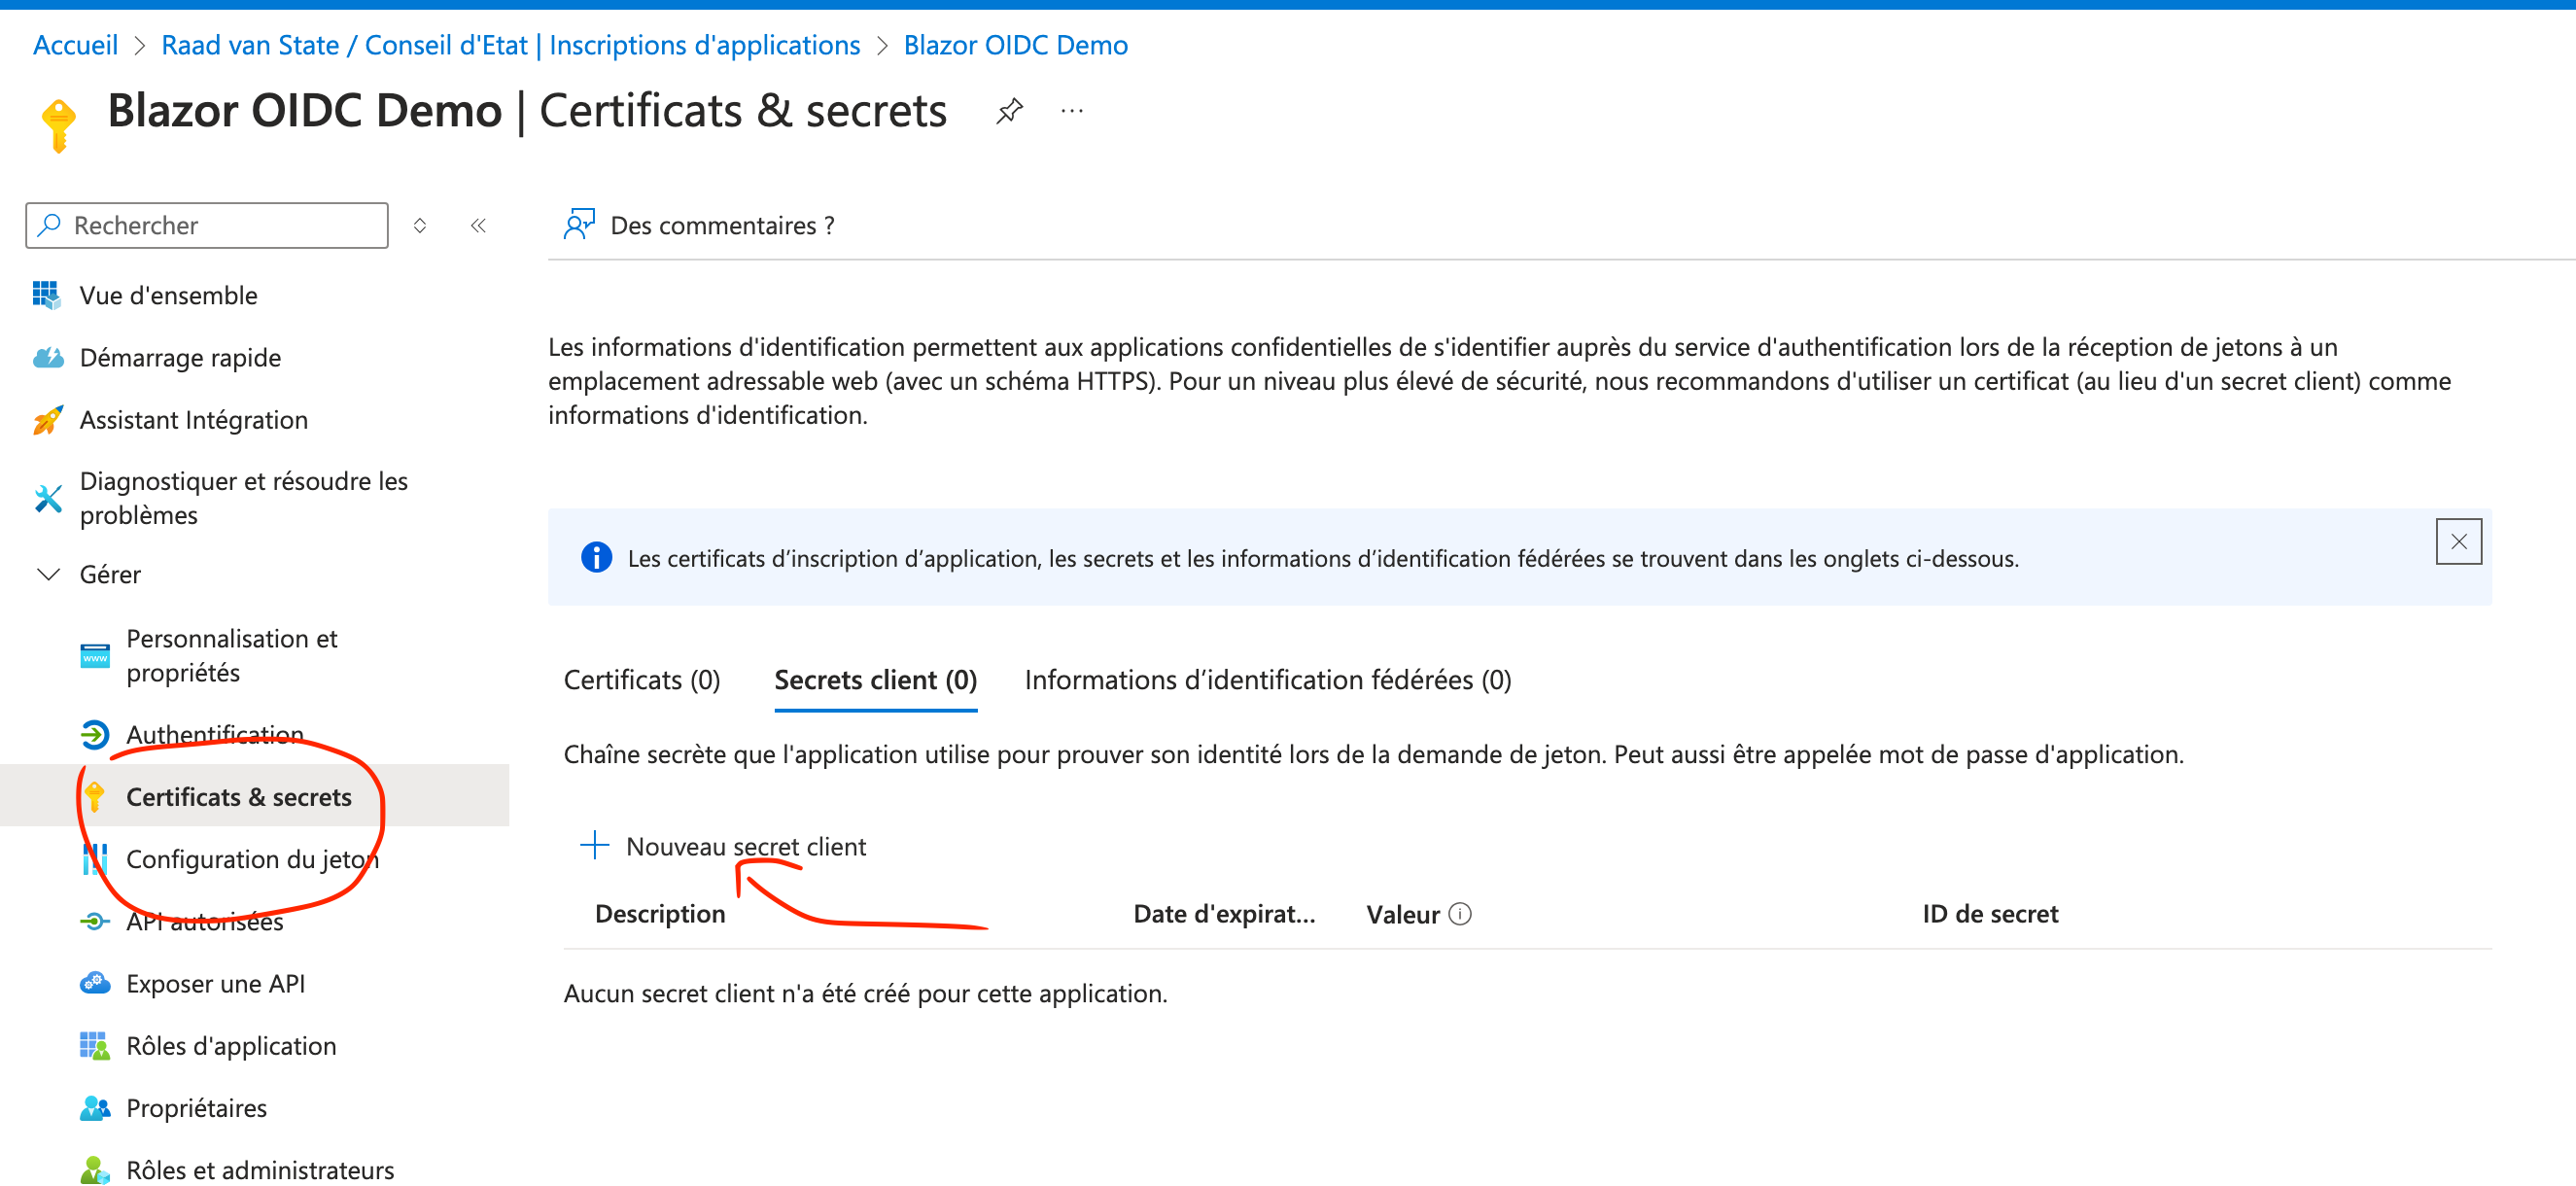 Accueil > Raad van State / Conseil d'Etat | Inscriptions d'applications > Blazor OIDC Demo
Blazor OIDC Demo | Certificats & secrets
Rechercher
Vue d'ensemble
Démarrage rapide
Assistant Intégration
Diagnostiquer et résoudre les
problèmes
Gérer
Personnalisation et
propriétés
www
Authentification
Certificats & secrets
Configuration du jeton
API autorisées
Exposer une API
Rôles d'application
Propriétaires
Rôles et administrateurs
Des commentaires ?
Les informations d'identification permettent aux applications confidentielles de s'identifier auprès du service d'authentification lors de la réception de jetons à un
emplacement adressable web (avec un schéma HTTPS). Pour un niveau plus élevé de sécurité, nous recommandons d'utiliser un certificat (au lieu d'un secret client) comme
informations d'identification.
Les certificats d’inscription d’application, les secrets et les informations d’identification fédérées se trouvent dans les onglets ci-dessous.
Certificats (0) Secrets client (0) Informations d’identification fédérées (0)
Chaîne secrète que l'application utilise pour prouver son identité lors de la demande de jeton. Peut aussi être appelée mot de passe d'application.
Nouveau secret client
Description Date d'expirat... Valeur ID de secret
Aucun secret client n'a été créé pour cette application.